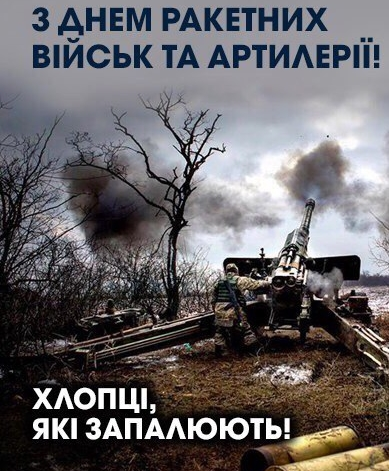 З ДНЕМ РАКЕТНИХ
ВІЙСЬК ТА АРТИЛЕРІЇ!
ХЛОПЦІ,
ЯКІ ЗАПАЛЮЮТЬ!